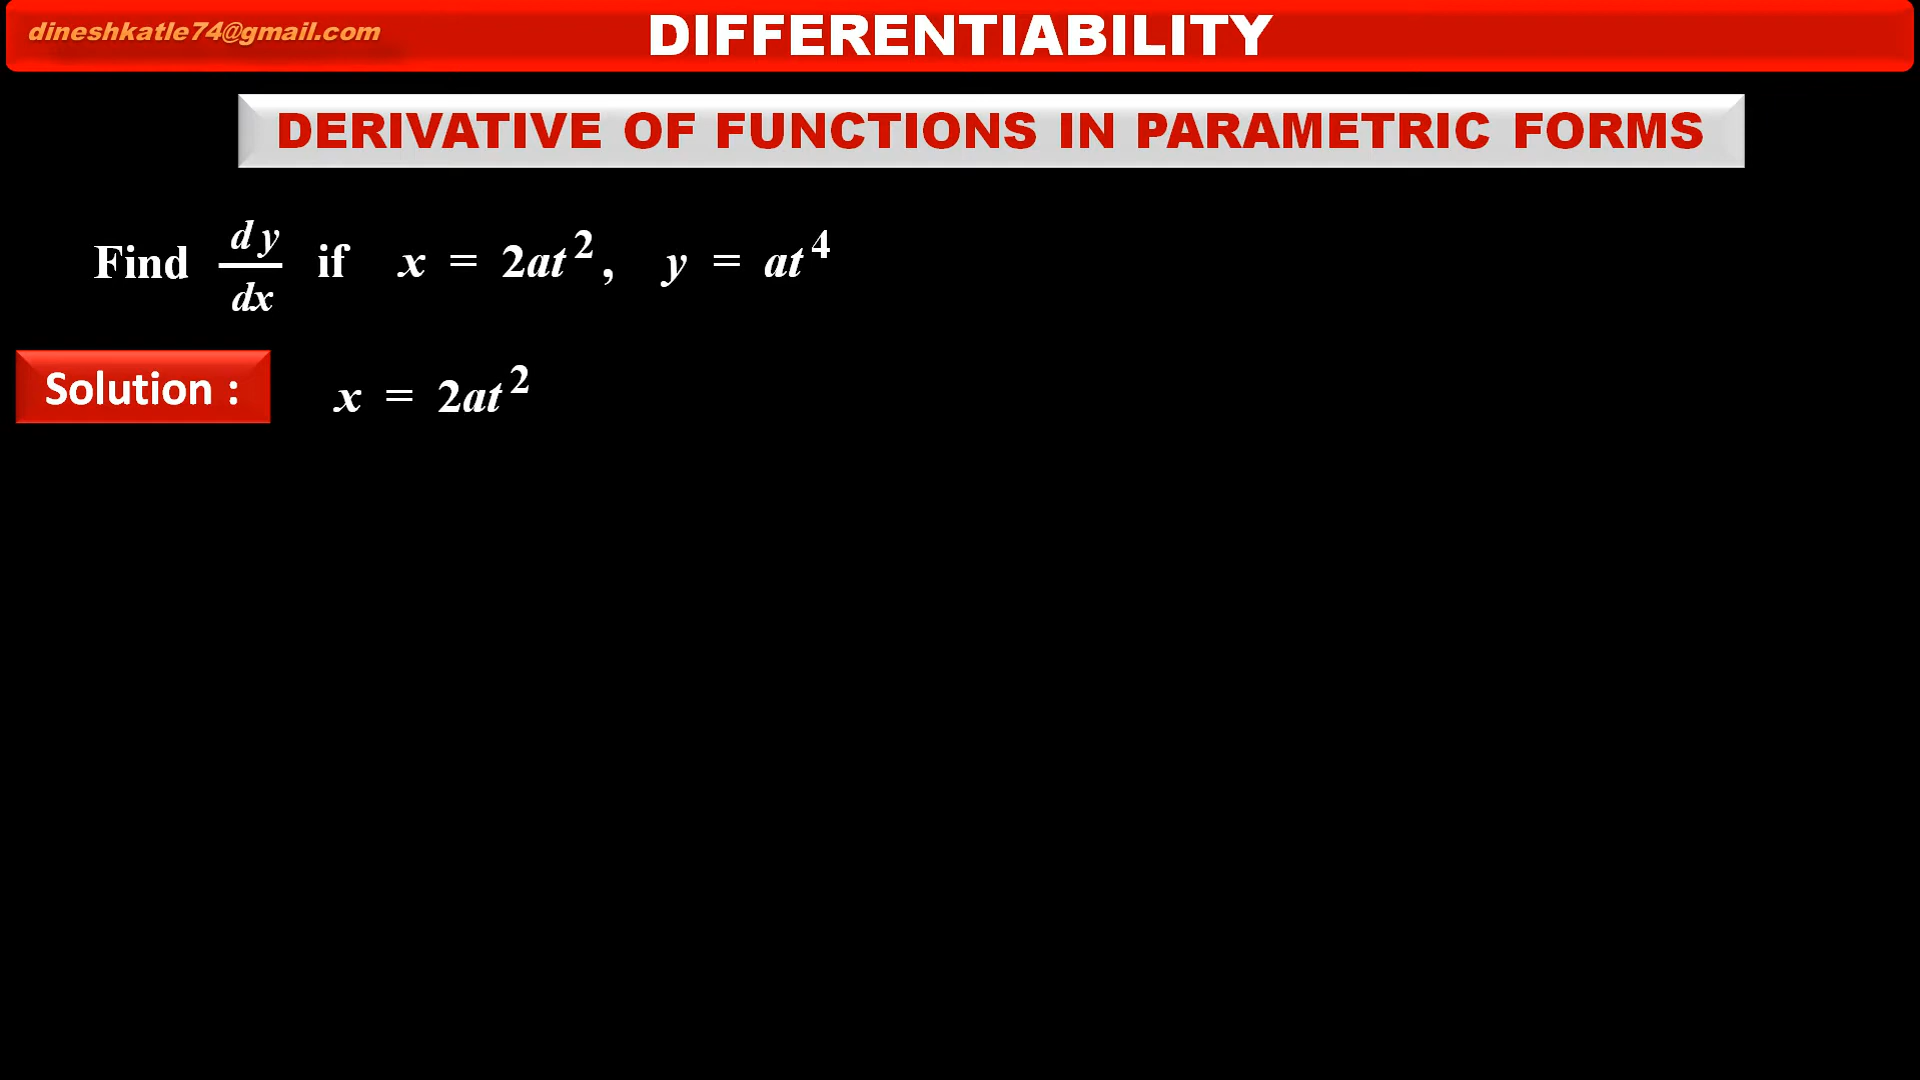 dineshkatle74@gmail.com
DIFFERENTIABILITY
DERIVATIVE OF FUNCTIONS IN PARAMETRIC FORMS
Find dy/dx if x = 2at², y = at⁴
Solution : x = 2at²